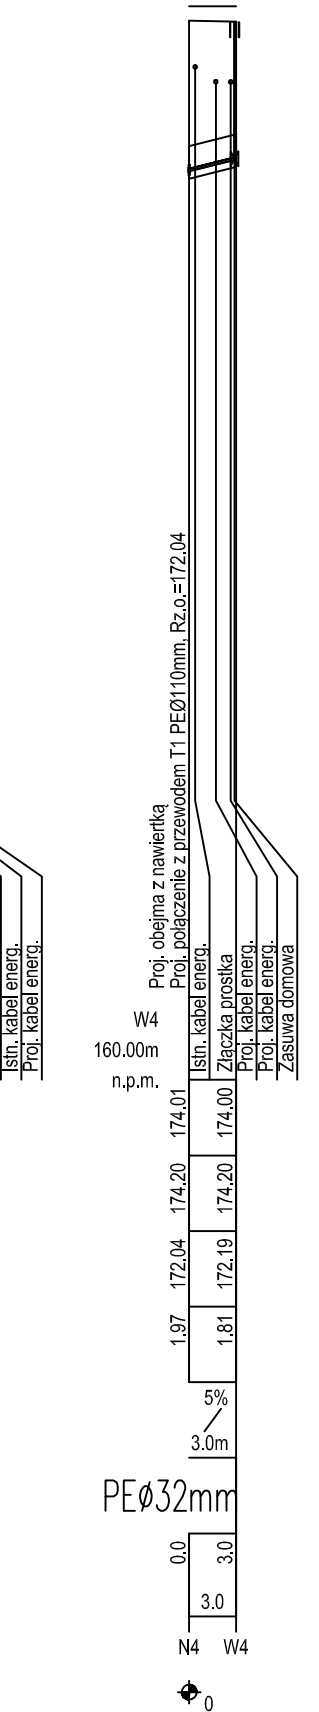 Istn. kabel energ.
Proj. kabel energ.
Proj. obejma z nawiertką
Proj. połączenie z przewodem T1 PEØ110mm, Rz.o.=172.04
Istn. kabel energ.
Złączka prostka
Proj. kabel energ.
Proj. kabel energ.
Zasuwa domowa
W4
160.00m
n.p.m.
174.01 174.00
174.20 174.20
172.04 172.19
1.97 1.81
5%
3.0m
PEø32mm
0.0 3.0
3.0
N4 W4
0